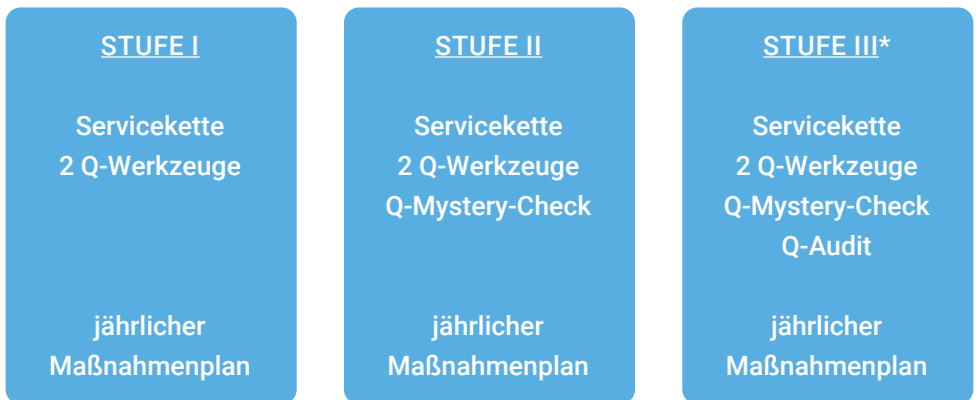 STUFE I
Servicekette
2 Q-Werkzeuge
jährlicher
Maßnahmenplan
STUFE II
Servicekette
2 Q-Werkzeuge
Q-Mystery-Check
jährlicher
Maßnahmenplan
STUFE III*
Servicekette
2 Q-Werkzeuge
Q-Mystery-Check
Q-Audit
jährlicher
Maßnahmenplan